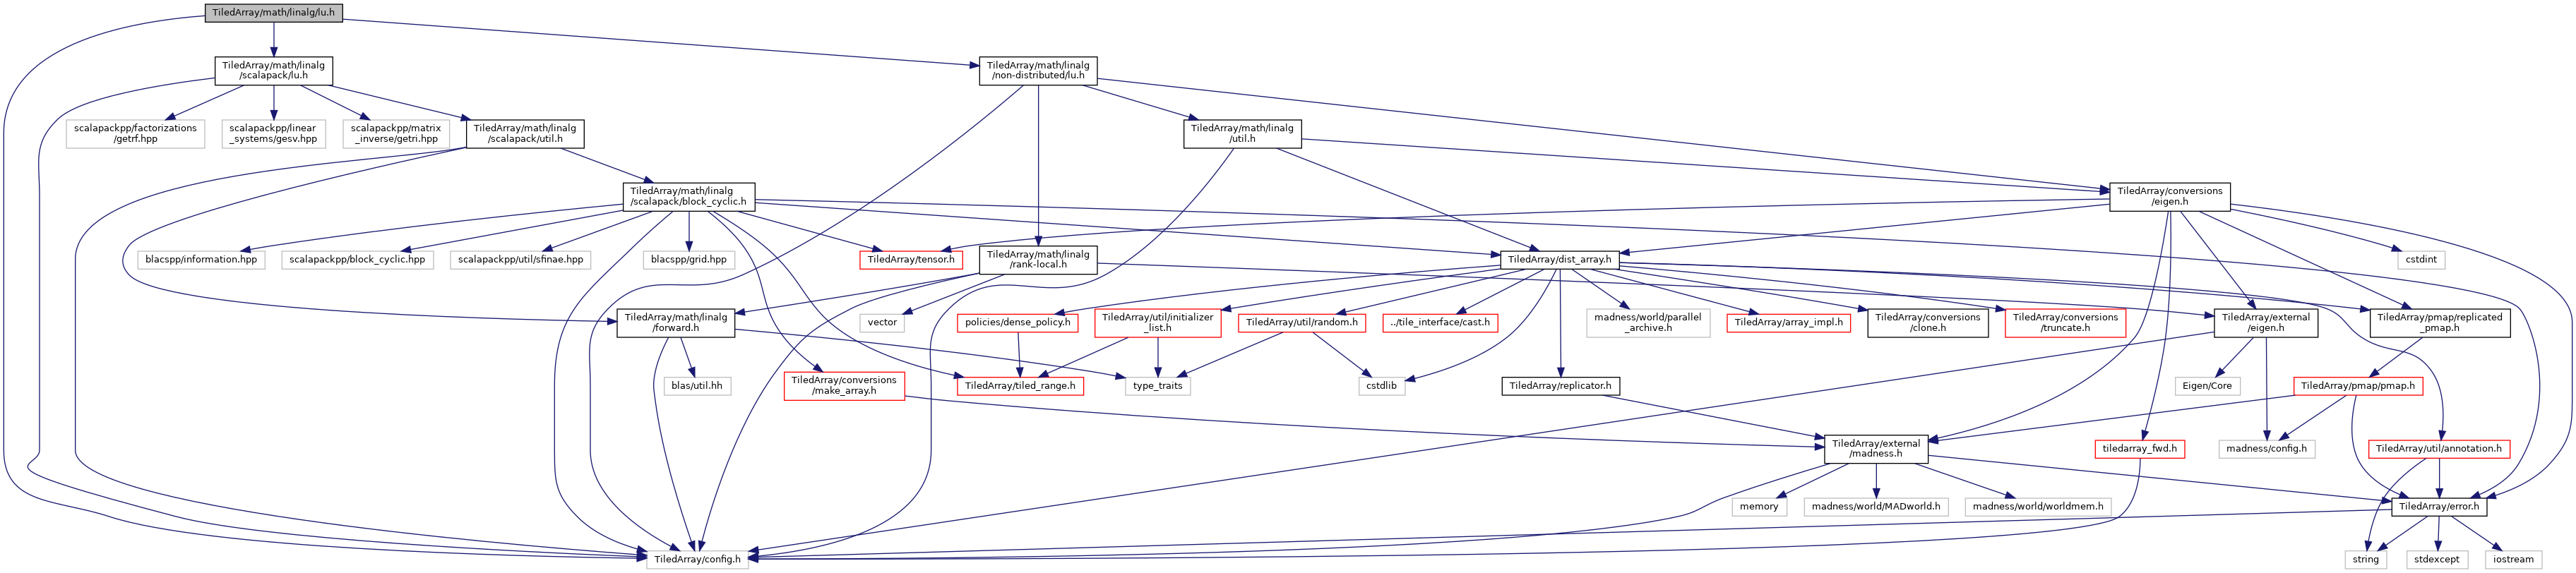 TiledArray/math/linalg/lu.h
TiledArray/math/linalg
/scalapack/lu.h
TiledArray/math/linalg
/non-distributed/lu.h
scalapackpp/factorizations
/getrf.hpp
scalapackpp/linear
_systems/gesv.hpp
scalapackpp/matrix
_inverse/getri.hpp
TiledArray/math/linalg
/scalapack/util.h
TiledArray/math/linalg
/util.h
TiledArray/math/linalg
/scalapack/block_cyclic.h
TiledArray/conversions
/eigen.h
blacspp/information.hpp
scalapackpp/block_cyclic.hpp
scalapackpp/util/sfinae.hpp
blacspp/grid.hpp
TiledArray/tensor.h
TiledArray/math/linalg
/rank-local.h
TiledArray/dist_array.h
cstdint
TiledArray/math/linalg
/forward.h
vector
policies/dense_policy.h
TiledArray/util/initializer
_list.h
TiledArray/util/random.h
../tile_interface/cast.h
madness/world/parallel
_archive.h
TiledArray/array_impl.h
TiledArray/conversions
/clone.h
TiledArray/conversions
/truncate.h
TiledArray/external
/eigen.h
TiledArray/pmap/replicated
_pmap.h
blas/util.hh
TiledArray/conversions
/make_array.h
TiledArray/tiled_range.h
type_traits
cstdlib
TiledArray/replicator.h
Eigen/Core
TiledArray/pmap/pmap.h
TiledArray/external
/madness.h
tiledarray_fwd.h
madness/config.h
TiledArray/util/annotation.h
memory
madness/world/MADworld.h
madness/world/worldmem.h
TiledArray/error.h
TiledArray/config.h
string
stdexcept
iostream